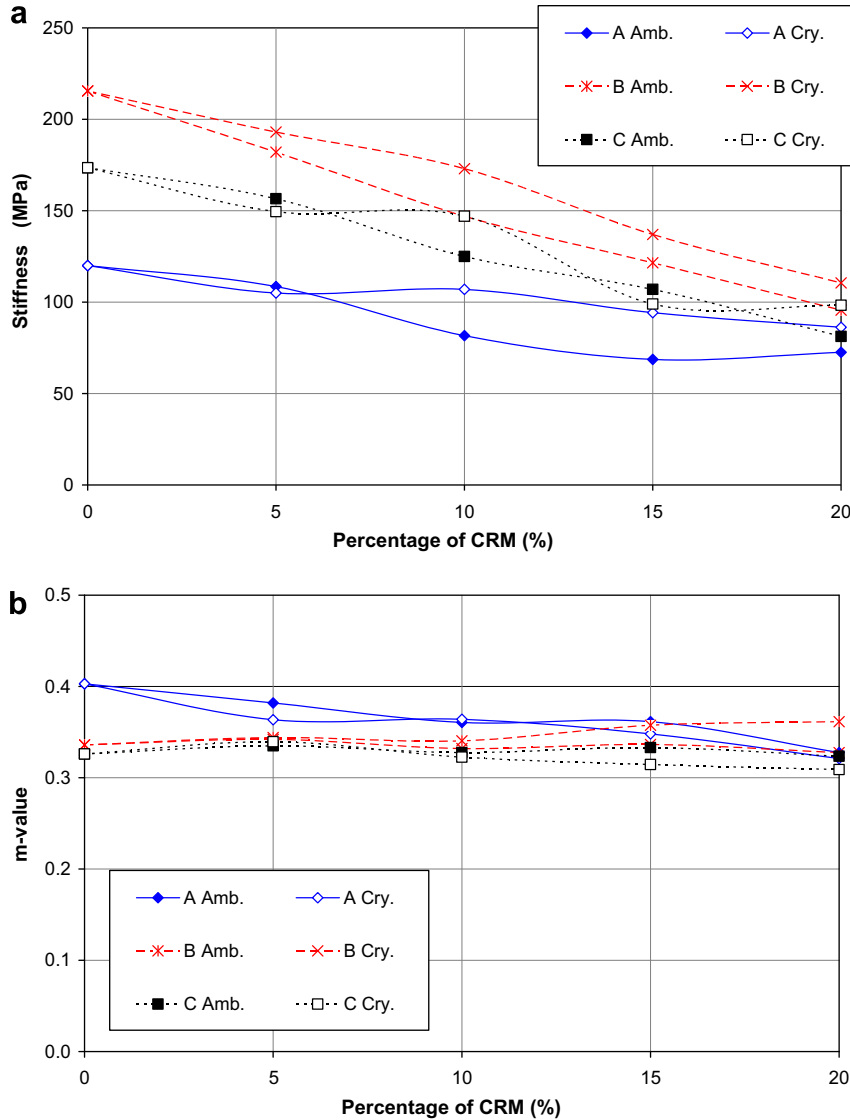 a
250
200
150
100
50
0
Stiffness (MPa)
0 5 10 15 20
Percentage of CRM (%)
A Amb. A Cry.
B Amb. B Cry.
C Amb. C Cry.
b
0.5
0.4
0.3
0.2
0.1
0.0
m-value
A Amb. A Cry.
B Amb. B Cry.
C Amb. C Cry.
0 5 10 15 20
Percentage of CRM (%)